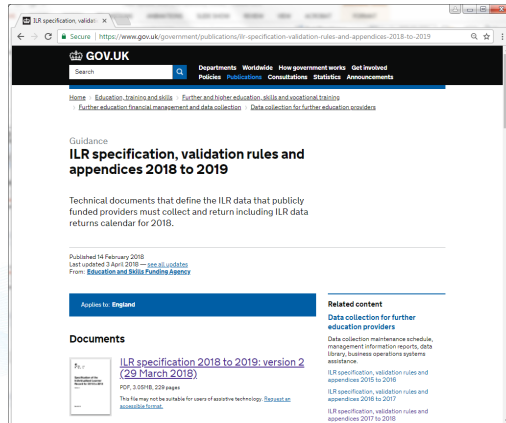 ILR specification, validati
Secure | https://www.gov.uk/government/publications/ilr-specification-validation-rules-and-appendices-2018-to-2019
GOV.UK
Search
Departments Worldwide How government works Get involved
Policies Publications Consultations Statistics Announcements
Home Education, training and skills Further and higher education, skills and vocational training
Further education financial management and data collection Data collection for further education providers
Guidance
ILR specification, validation rules and
appendices 2018 to 2019
Technical documents that define the ILR data that publicly
funded providers must collect and return including ILR data
returns calendar for 2018.
Published 14 February 2018
Last updated 3 April 2018 — see all updates
From: Education and Skills Funding Agency
Applies to: England
Documents
ILR specification 2018 to 2019: version 2
(29 March 2018)
PDF, 3.05MB, 229 pages
This file may not be suitable for users of assistive technology. Request an
accessible format.
Related content
Data collection for further
education providers
Data collection maintenance schedule,
management information reports, data
library, business operations systems
assistance.
ILR specification, validation rules and
appendices 2015 to 2016
ILR specification, validation rules and
appendices 2016 to 2017
ILR specification, validation rules and
appendices 2017 to 2018